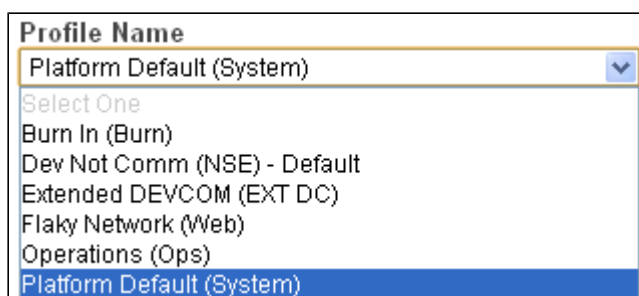 Profile Name
Platform Default (System)
Select One
Burn In (Burn)
Dev Not Comm (NSE) - Default
Extended DEVCOM (EXT DC)
Flaky Network (Web)
Operations (Ops)
Platform Default (System)